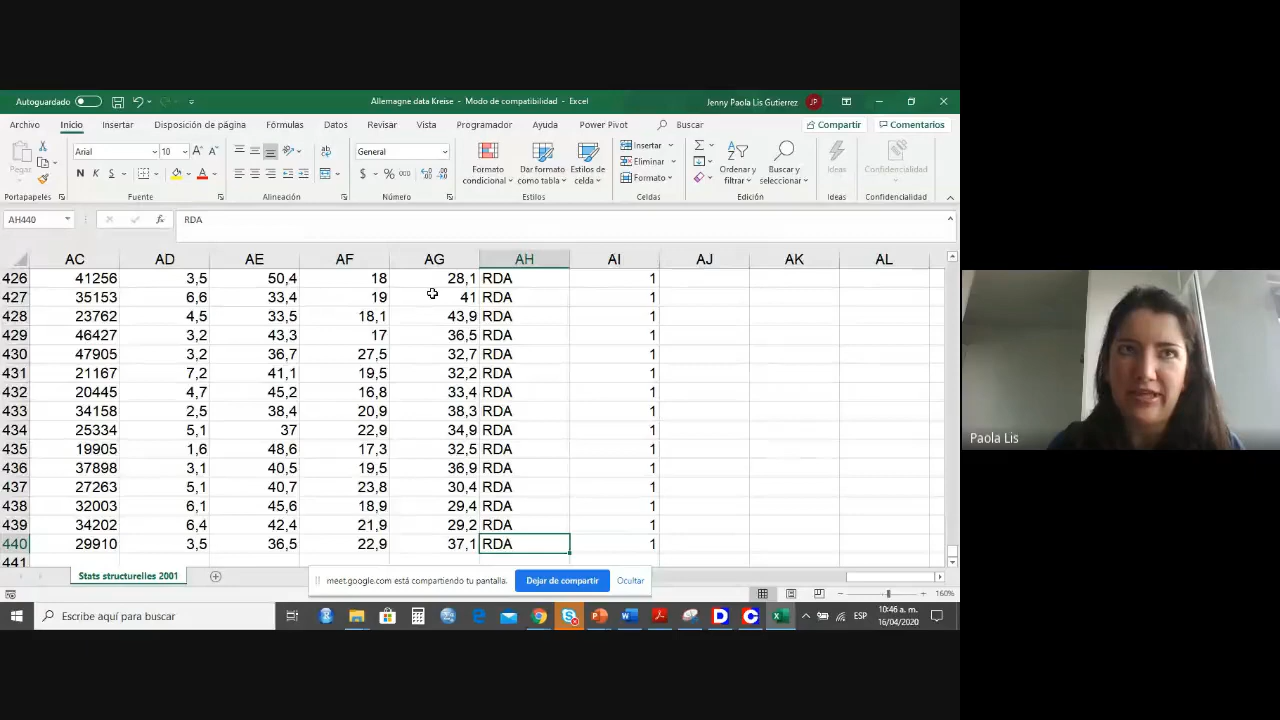 Autoguardado
Allemagne data Kreise - Modo de compatibilidad - Excel
Jenny Paola Lis Gutierrez JP
Archivo Inicio Insertar Disposición de página Fórmulas Datos Revisar Vista Programador Ayuda Power Pivot Buscar Compartir Comentarios
Pegar Arial 10 A A General Formato condicional Dar formato como tabla Estilos de celda Insertar Eliminar Formato Ordenar y filtrar Buscar y seleccionar Ideas Confidencialidad
N K S $ % 000
Portapapeles Fuente Alineación Número Estilos Celdas Edición Ideas Confidencialidad
AH440 fx RDA
AC AD AE AF AG AH AI AJ AK AL
426 41256 3,5 50,4 18 28,1 RDA 1
427 35153 6,6 33,4 19 41 RDA 1
428 23762 4,5 33,5 18,1 43,9 RDA 1
429 46427 3,2 43,3 17 36,5 RDA 1
430 47905 3,2 36,7 27,5 32,7 RDA 1
431 21167 7,2 41,1 19,5 32,2 RDA 1
432 20445 4,7 45,2 16,8 33,4 RDA 1
433 34158 2,5 38,4 20,9 38,3 RDA 1
434 25334 5,1 37 22,9 34,9 RDA 1
435 19905 1,6 48,6 17,3 32,5 RDA 1
436 37898 3,1 40,5 19,5 36,9 RDA 1
437 27263 5,1 40,7 23,8 30,4 RDA 1
438 32003 6,1 45,6 18,9 29,4 RDA 1
439 34202 6,4 42,4 21,9 29,2 RDA 1
440 29910 3,5 36,5 22,9 37,1 RDA 1
441
Stats structurelles 2001
meet.google.com está compartiendo tu pantalla. Dejar de compartir Ocultar
160%
Escribe aquí para buscar
ESP
10:46 a. m.
16/04/2020
Paola Lis